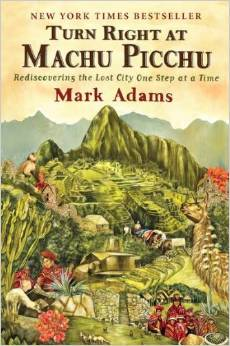 NEW YORK TIMES BESTSELLER
TURN RIGHT AT
MACHU PICCHU
Rediscovering the Lost City One Step at a Time
Mark Adams